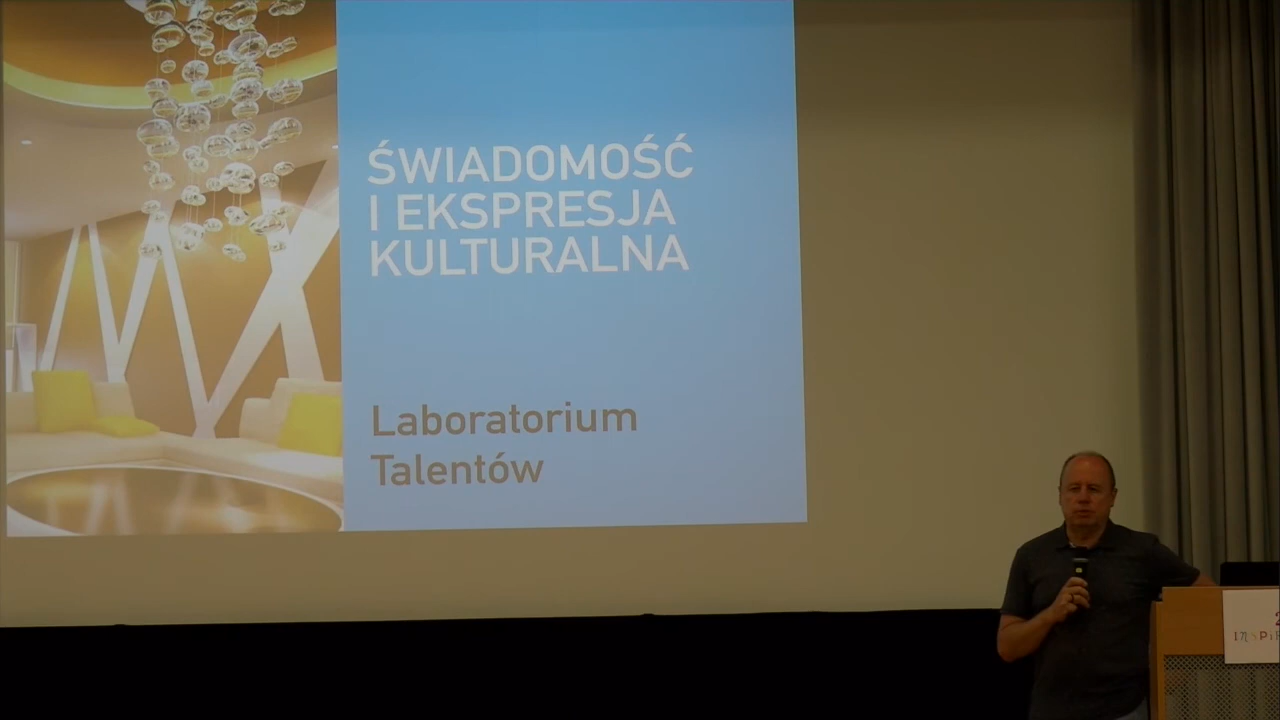 ŚWIADOMOŚĆ
I EKSPRESJA
KULTURALNA
Laboratorium
Talentów